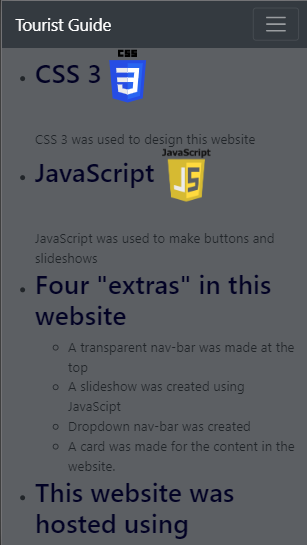 Tourist Guide
CSS
CSS 3
3
CSS 3 was used to design this website
JavaScript
JavaScript
JS
JavaScript was used to make buttons and
slideshows
Four "extras" in this
website
A transparent nav-bar was made at the
top
A slideshow was created using
JavaScipt
Dropdown nav-bar was created
A card was made for the content in the
website.
This website was
hosted using